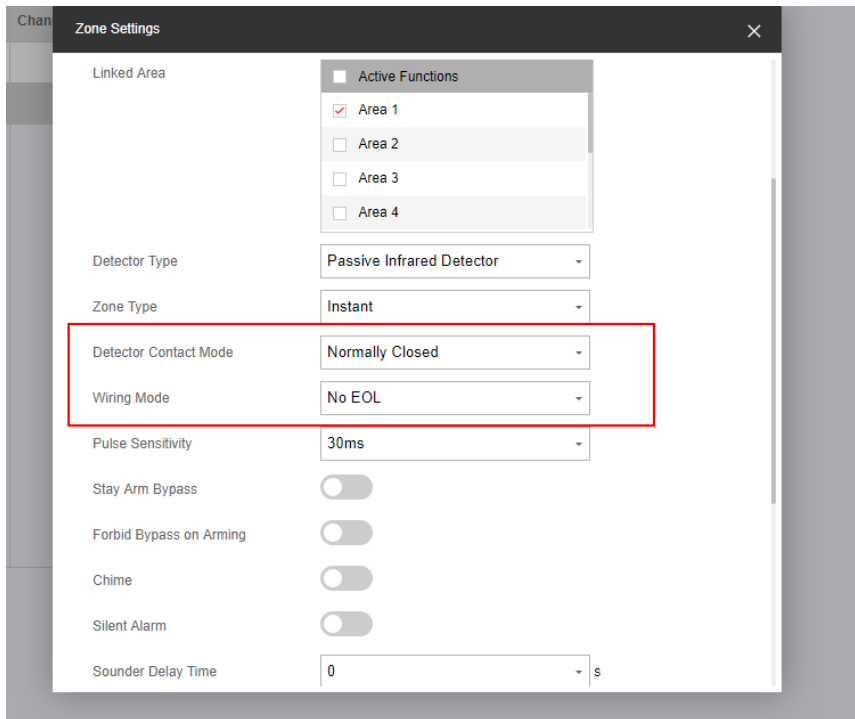 Chan
Zone Settings
Linked Area
Active Functions
Area 1
Area 2
Area 3
Area 4
Detector Type Passive Infrared Detector
Zone Type Instant
Detector Contact Mode Normally Closed
Wiring Mode No EOL
Pulse Sensitivity 30ms
Stay Arm Bypass
Forbid Bypass on Arming
Chime
Silent Alarm
Sounder Delay Time 0 s